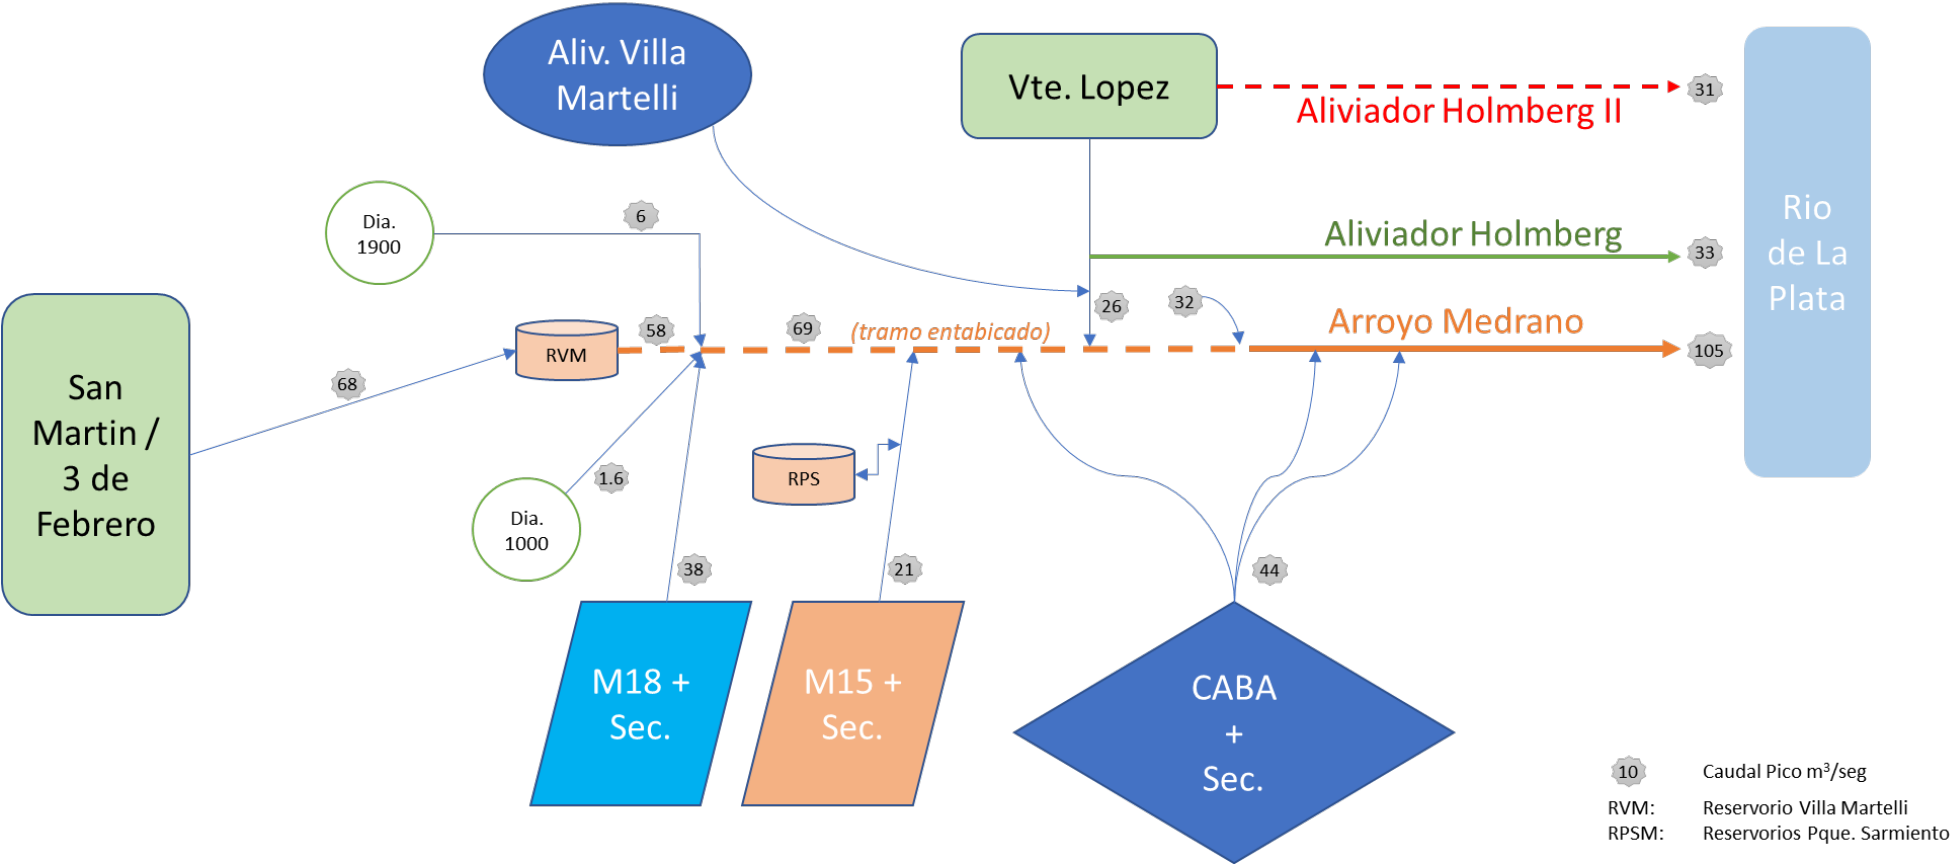 Aliv. Villa
Martelli
Vte. Lopez
31
Aliviador Holmberg II
Dia.
1900
6
Aliviador Holmberg
33
Rio
de La
Plata
26
32
58
69
(tramo entabicado)
Arroyo Medrano
105
RVM
68
San
Martin /
3 de
Febrero
1.6
RPS
Dia.
1000
38
21
44
M18 +
Sec.
M15 +
Sec.
CABA
+
Sec.
10 Caudal Pico m³/seg
RVM: Reservorio Villa Martelli
RPSM: Reservorios Pque. Sarmiento